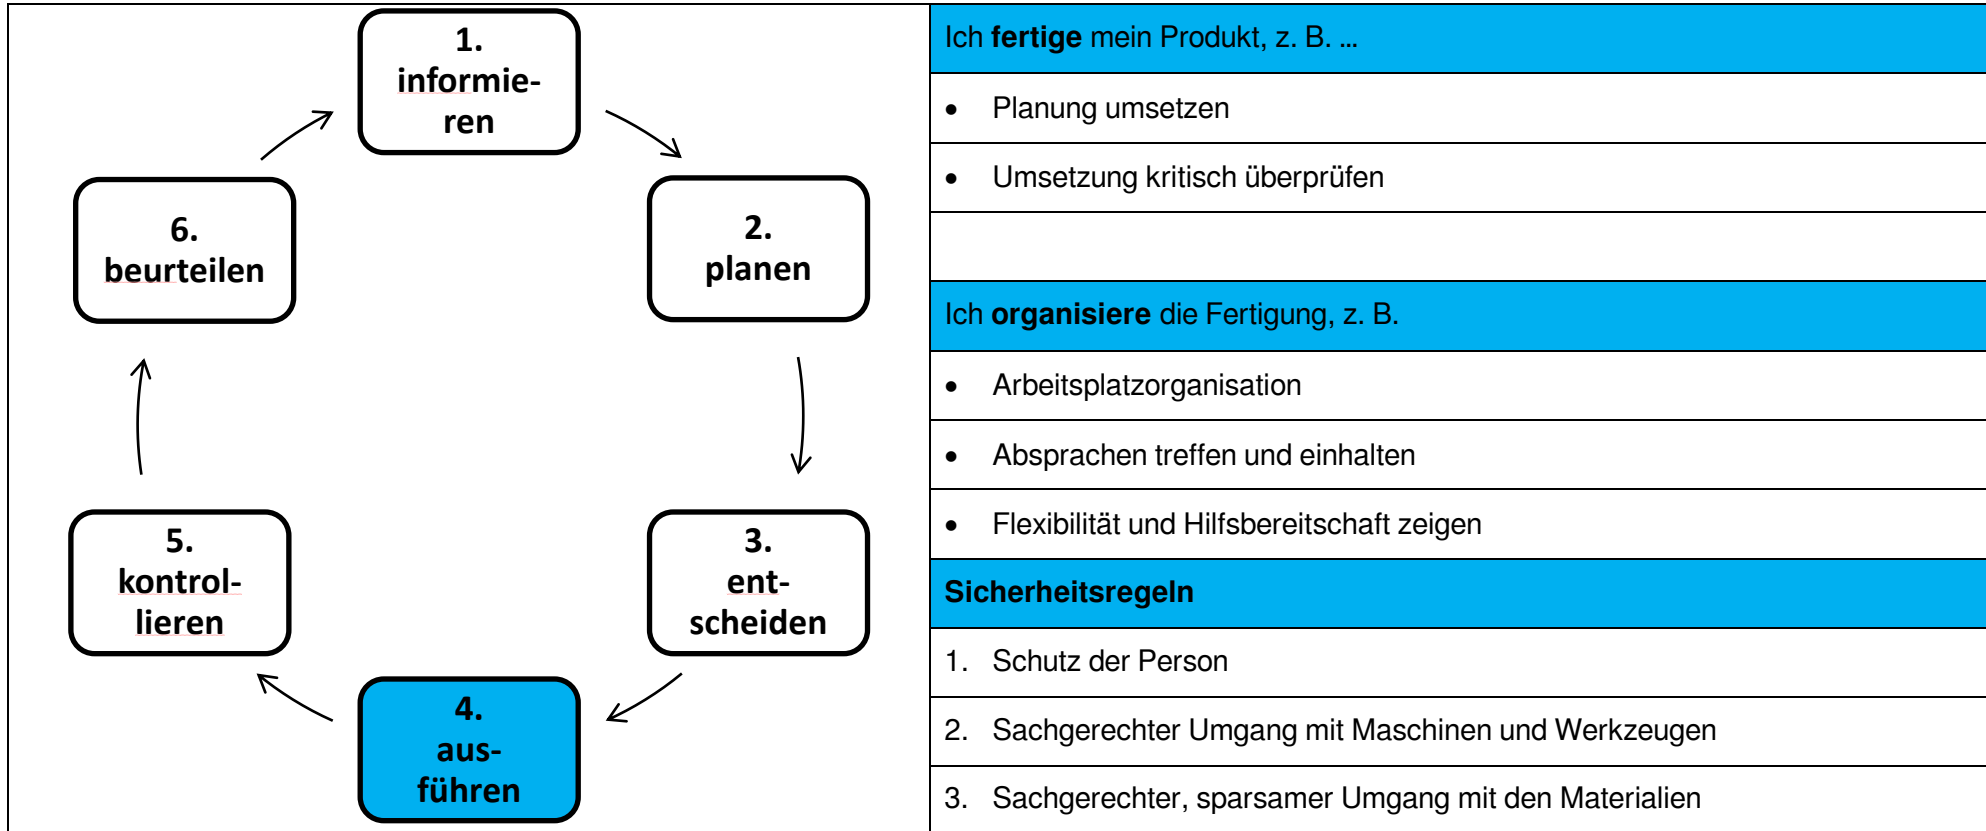 1.
informie-
ren
2.
planen
3.
ent-
scheiden
4.
aus-
führen
5.
kontrol-
lieren
6.
beurteilen
Ich fertige mein Produkt, z. B. ...
• Planung umsetzen
• Umsetzung kritisch überprüfen
Ich organisiere die Fertigung, z. B.
• Arbeitsplatzorganisation
• Absprachen treffen und einhalten
• Flexibilität und Hilfsbereitschaft zeigen
Sicherheitsregeln
1. Schutz der Person
2. Sachgerechter Umgang mit Maschinen und Werkzeugen
3. Sachgerechter, sparsamer Umgang mit den Materialien